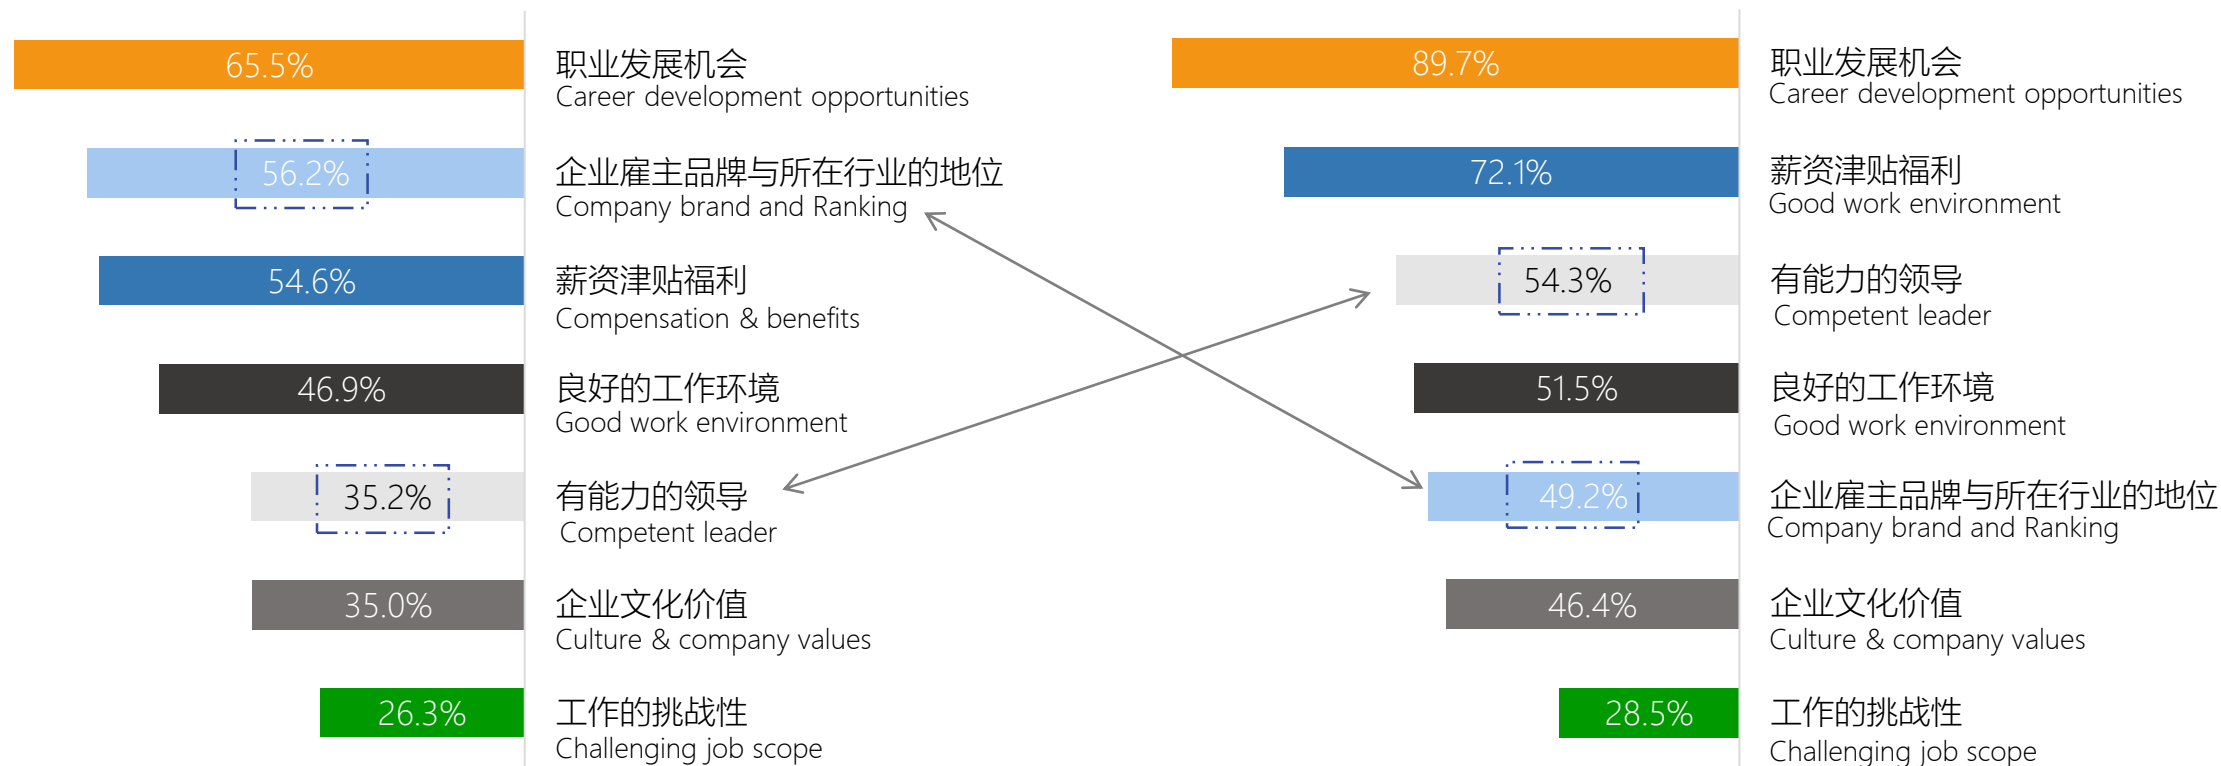 65.5%
职业发展机会
Career development opportunities
56.2%
企业雇主品牌与所在行业的地位
Company brand and Ranking
54.6%
薪资津贴福利
Compensation & benefits
46.9%
良好的工作环境
Good work environment
35.2%
有能力的领导
Competent leader
35.0%
企业文化价值
Culture & company values
26.3%
工作的挑战性
Challenging job scope
89.7%
职业发展机会
Career development opportunities
72.1%
薪资津贴福利
Good work environment
54.3%
有能力的领导
Competent leader
51.5%
良好的工作环境
Good work environment
49.2%
企业雇主品牌与所在行业的地位
Company brand and Ranking
46.4%
企业文化价值
Culture & company values
28.5%
工作的挑战性
Challenging job scope